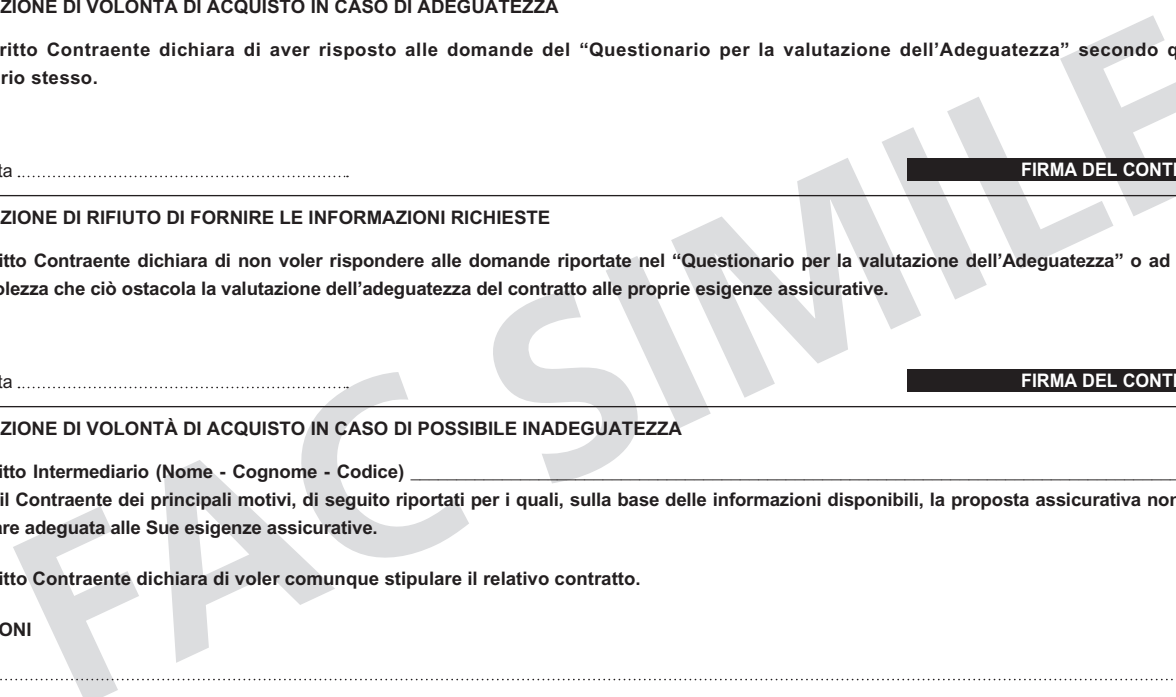 ZIONE DI VOLONTÀ DI ACQUISTO IN CASO DI ADEGUATEZZA
ritto Contraente dichiara di aver risposto alle domande del “Questionario per la valutazione dell’Adeguatezza” secondo q
rio stesso.
ta ....................................................................
FIRMA DEL CONT
ZIONE DI RIFIUTO DI FORNIRE LE INFORMAZIONI RICHIESTE
itto Contraente dichiara di non voler rispondere alle domande riportate nel “Questionario per la valutazione dell’Adeguatezza” o ad
olezza che ciò ostacola la valutazione dell’adeguatezza del contratto alle proprie esigenze assicurative.
ta ....................................................................
FIRMA DEL CONT
ZIONE DI VOLONTÀ DI ACQUISTO IN CASO DI POSSIBILE INADEGUATEZZA
itto Intermediario (Nome - Cognome - Codice) ____________________
il Contraente dei principali motivi, di seguito riportati per i quali, sulla base delle informazioni disponibili, la proposta assicurativa non
are adeguata alle Sue esigenze assicurative.
itto Contraente dichiara di voler comunque stipulare il relativo contratto.
ONI
FAC SIMILE